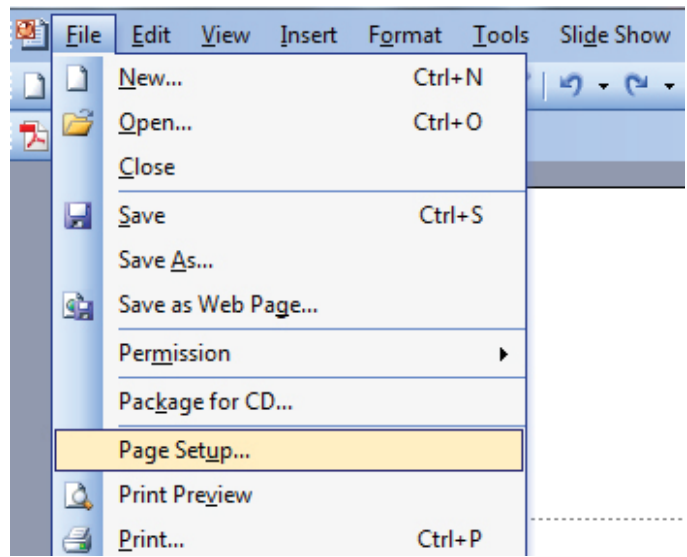 File Edit View Insert Format Tools Slide Show
New... Ctrl+N
Open... Ctrl+O
Close
Save Ctrl+S
Save As...
Save as Web Page...
Permission
Package for CD...
Page Setup...
Print Preview
Print... Ctrl+P